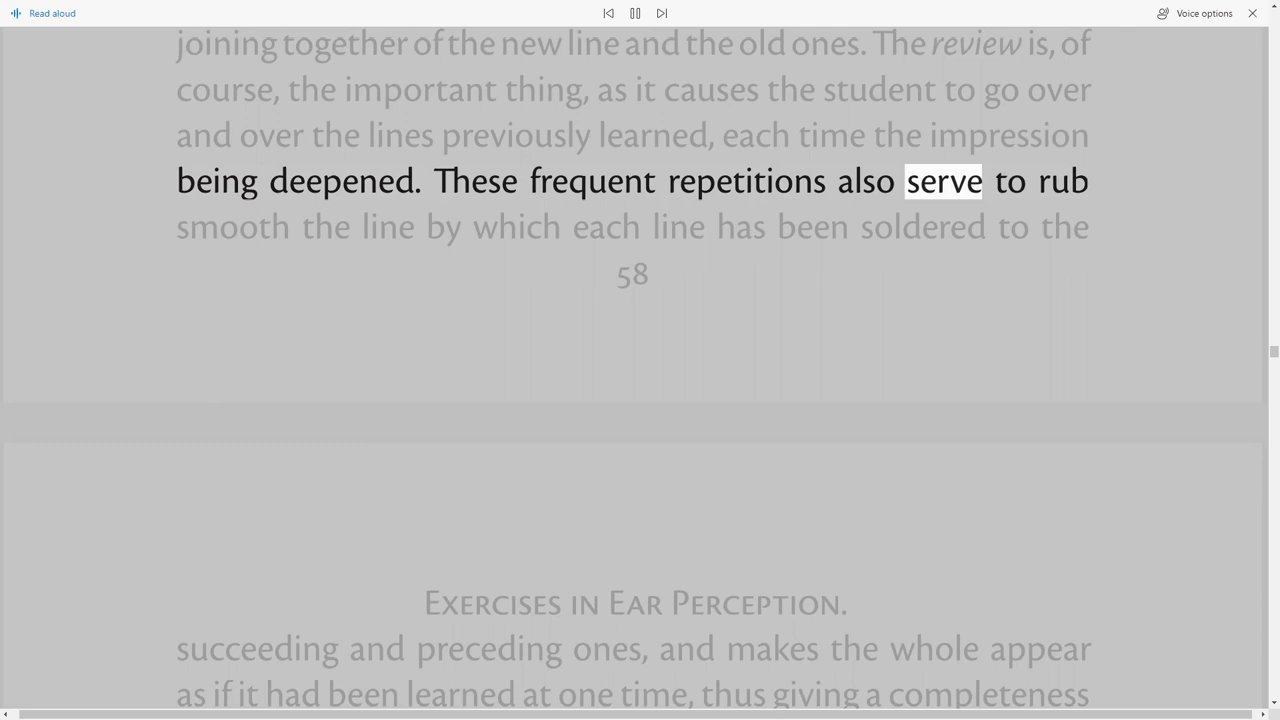 Read aloud
Voice options
joining together of the new line and the old ones. The review is, of
course, the important thing, as it causes the student to go over
and over the lines previously learned, each time the impression
being deepened. These frequent repetitions also serve to rub
smooth the line by which each line has been soldered to the
58
Exercises in Ear Perception.
succeeding and preceding ones, and makes the whole appear
as if it had been learned at one time, thus giving a completeness